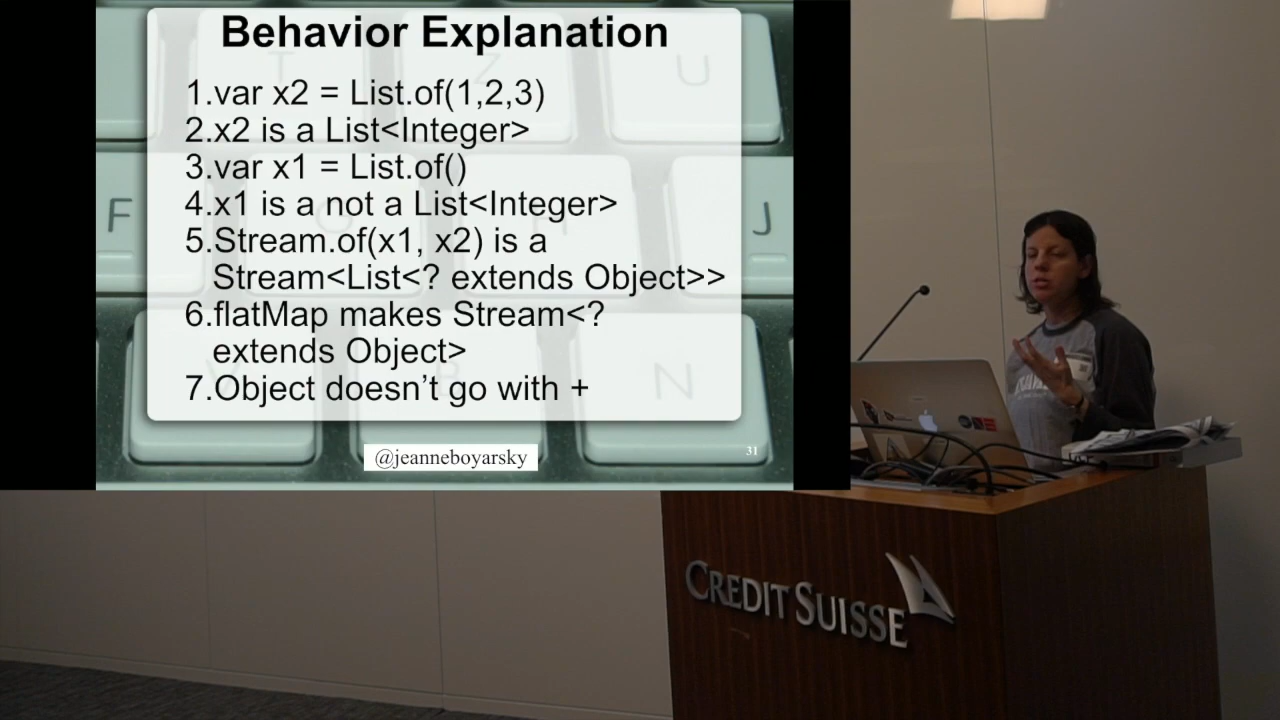 Behavior Explanation
1.var x2 = List.of(1,2,3)
2.x2 is a List<Integer>
3.var x1 = List.of()
4.x1 is a not a List<Integer>
5.Stream.of(x1, x2) is a
Stream<List<? extends Object>>
6.flatMap makes Stream<?
extends Object>
7.Object doesn’t go with +
@jeanneboyarsky
31
F
J
U
T
N
CREDIT SUISSE